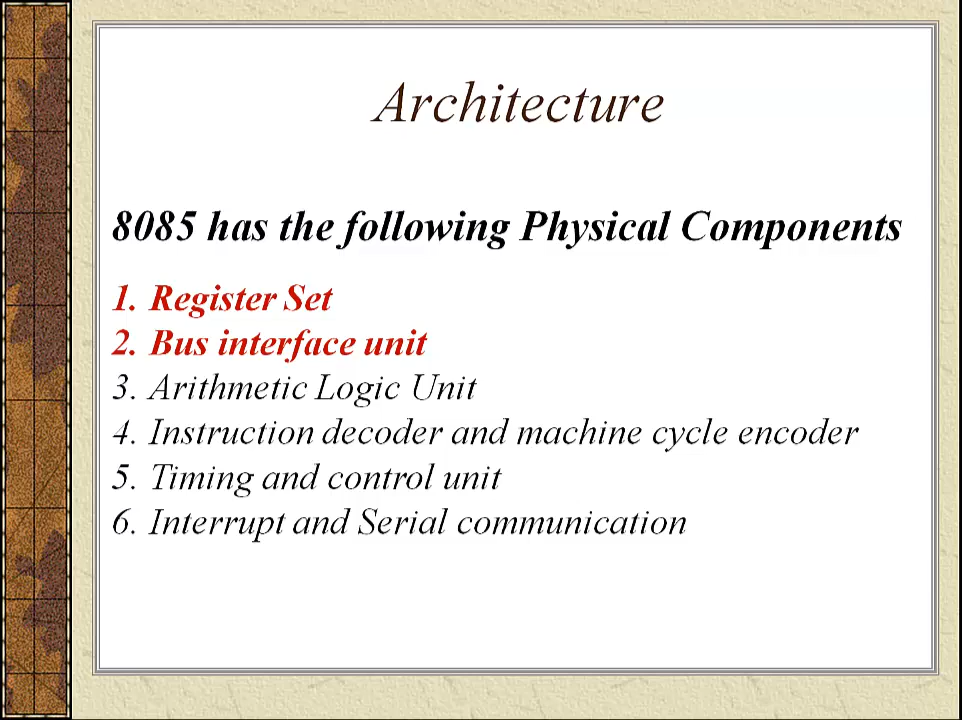 Architecture
8085 has the following Physical Components
1. Register Set
2. Bus interface unit
3. Arithmetic Logic Unit
4. Instruction decoder and machine cycle encoder
5. Timing and control unit
6. Interrupt and Serial communication